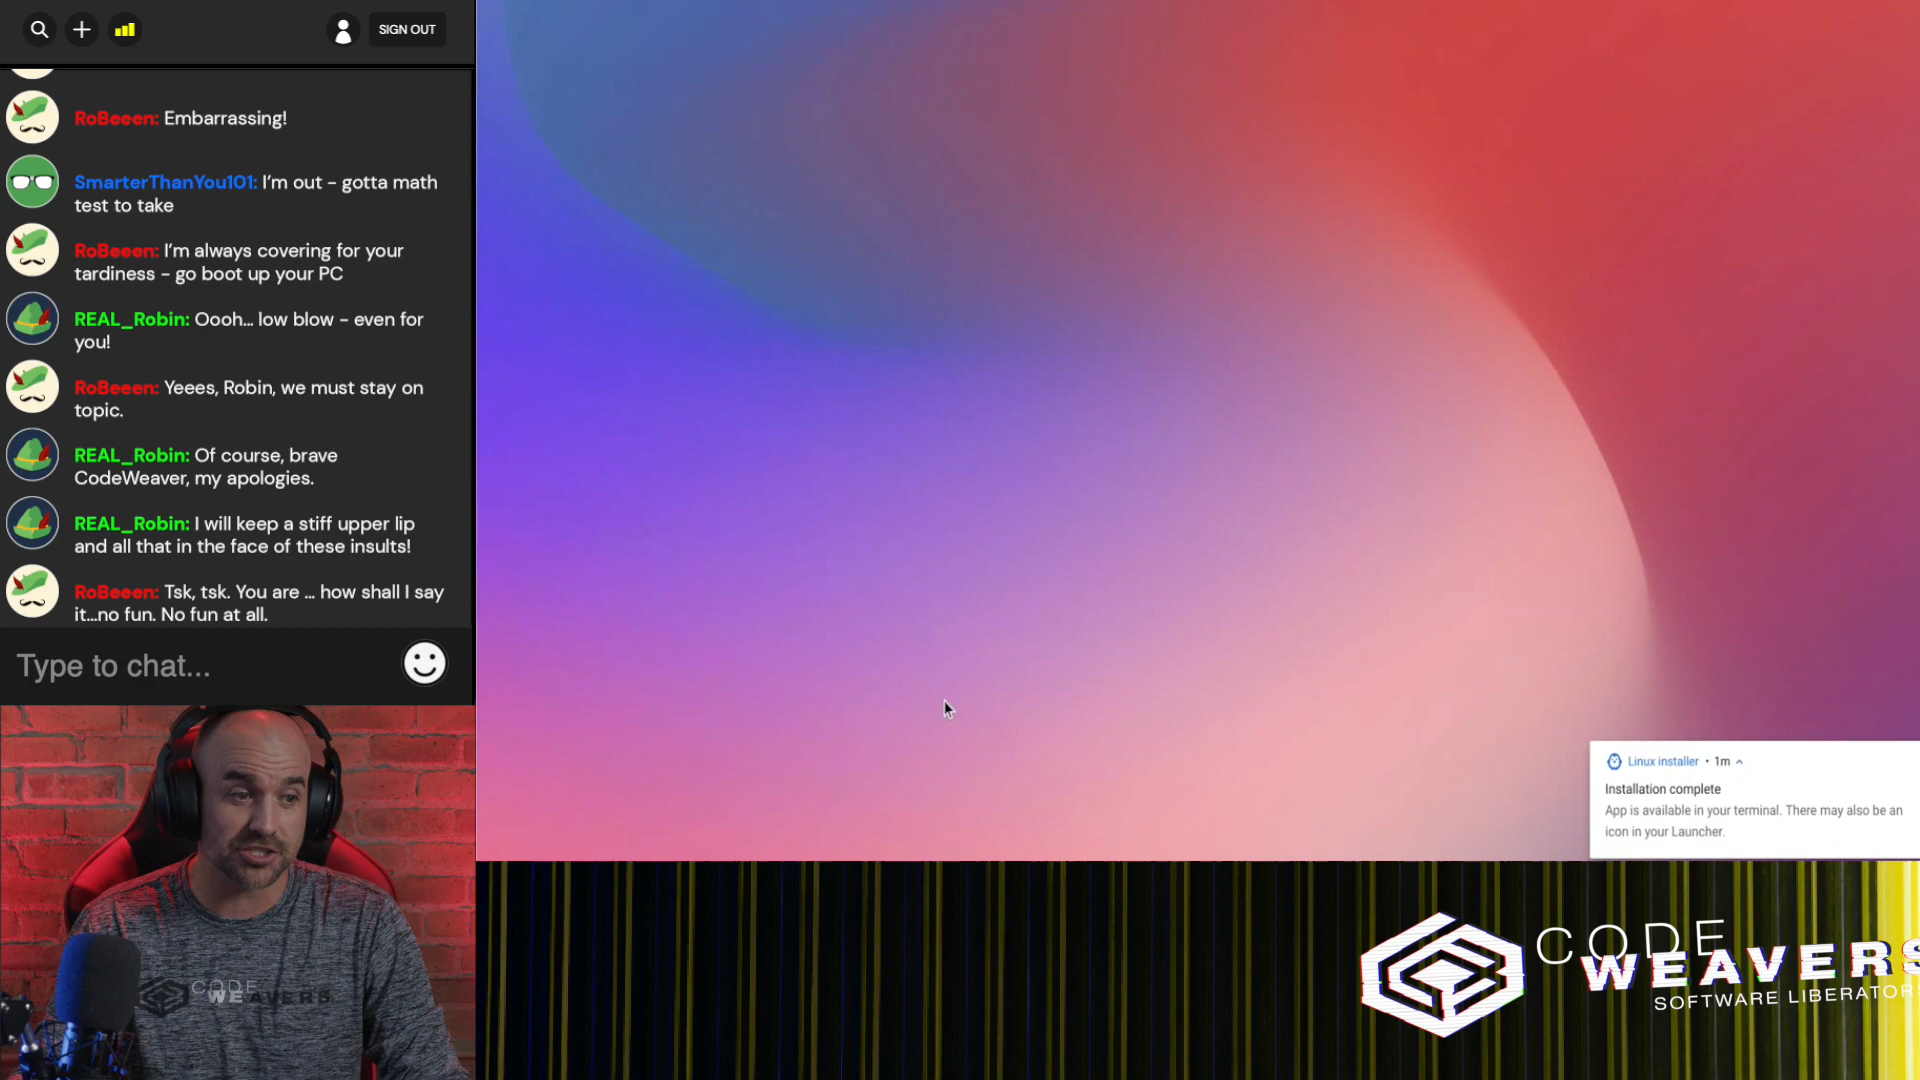 SIGN OUT
RoBeeen: Embarrassing!
SmarterThanYou101: I'm out - gotta math
test to take
RoBeeen: I'm always covering for your
tardiness - go boot up your PC
REAL_Robin: Oooh... low blow - even for
you!
RoBeeen: Yeees, Robin, we must stay on
topic.
REAL_Robin: Of course, brave
CodeWeaver, my apologies.
REAL_Robin: I will keep a stiff upper lip
and all that in the face of these insults!
RoBeeen: Tsk, tsk. You are ... how shall I say
it...no fun. No fun at all.
Type to chat...
Linux installer • 1m
Installation complete
App is available in your terminal. There may also be an
icon in your Launcher.
CODE
WEAVERS
CODE
WEAVERS
SOFTWARE LIBERATORS